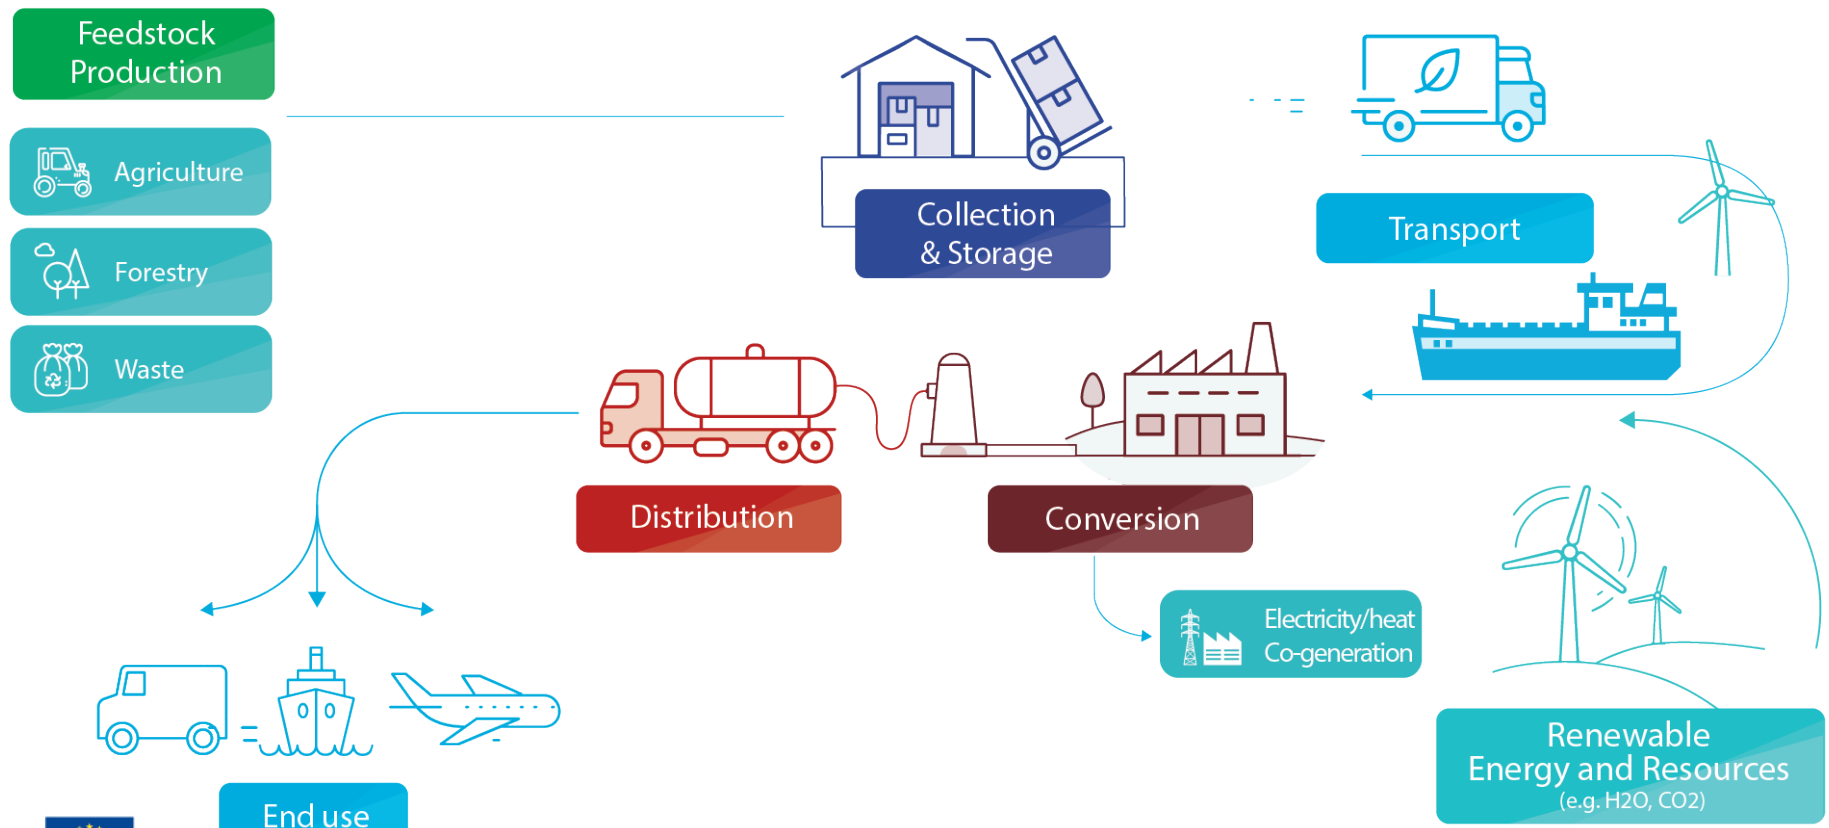 Feedstock
Production
Agriculture
Forestry
Waste
Collection
& Storage
Transport
Distribution
Conversion
Electricity/heat
Co-generation
Renewable
Energy and Resources
(e.g. H2O, CO2)
End use